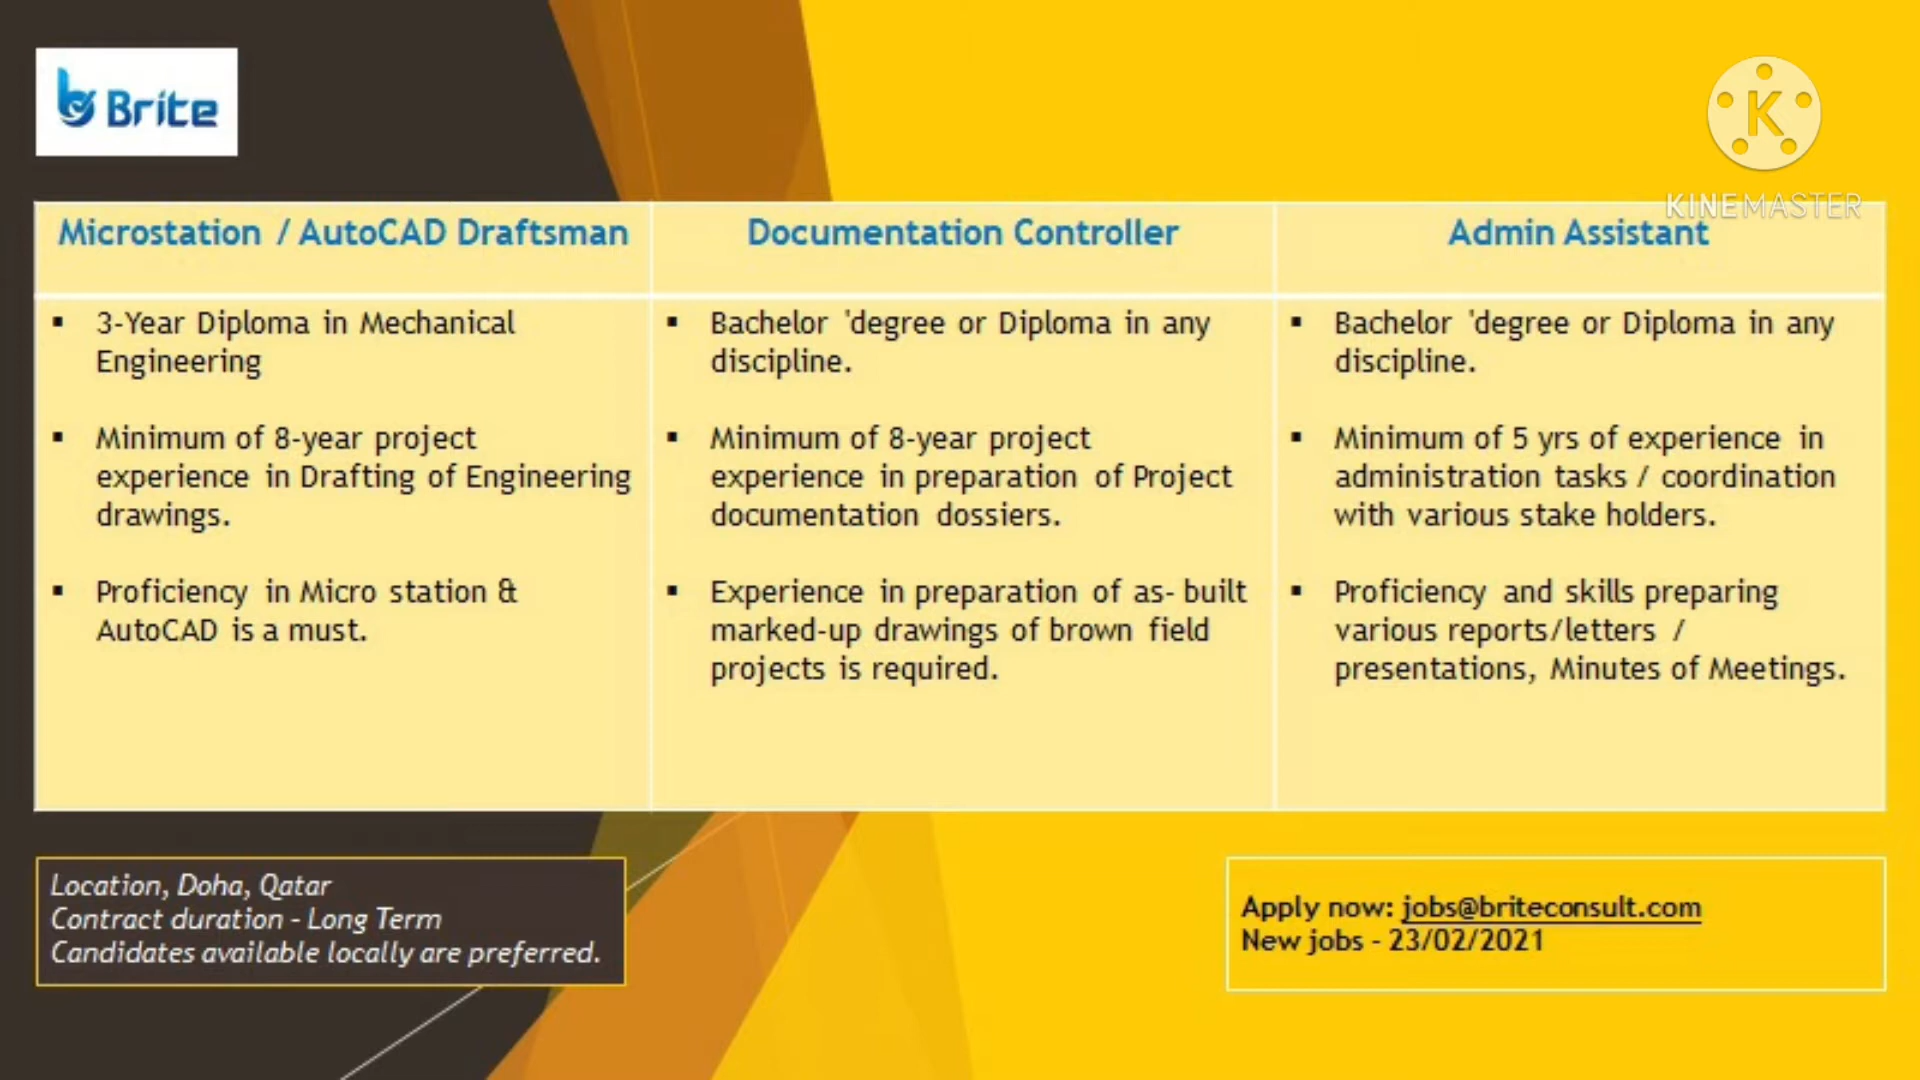 Brite
KINEMASTER
Microstation / AutoCAD Draftsman
Documentation Controller
Admin Assistant
▪ 3-Year Diploma in Mechanical
Engineering
▪ Minimum of 8-year project
experience in Drafting of Engineering
drawings.
▪ Proficiency in Micro station &
AutoCAD is a must.
▪ Bachelor 'degree or Diploma in any
discipline.
▪ Minimum of 8-year project
experience in preparation of Project
documentation dossiers.
▪ Experience in preparation of as- built
marked-up drawings of brown field
projects is required.
▪ Bachelor 'degree or Diploma in any
discipline.
▪ Minimum of 5 yrs of experience in
administration tasks / coordination
with various stake holders.
▪ Proficiency and skills preparing
various reports/letters /
presentations, Minutes of Meetings.
Location, Doha, Qatar
Contract duration – Long Term
Candidates available locally are preferred.
Apply now: jobs@briteconsult.com
New jobs - 23/02/2021